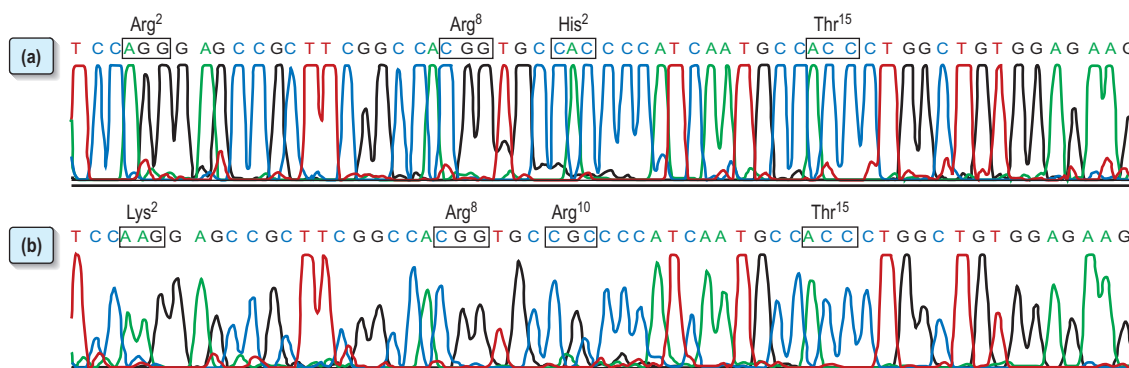 Arg2 Arg8 His2 Thr15
(a) T C C A G G G A G C C G C T T C G G C C A C G G T G C C A C C C C A T C A A T G C C A C C C T G G C T G T G G A G A A G
Lys2 Arg8 Arg10 Thr15
(b) T C C A A G G A G C C G C T T C G G C C A C G G T G C C G C C C C A T C A A T G C C A C C C T G G C T G T G G A G A A G